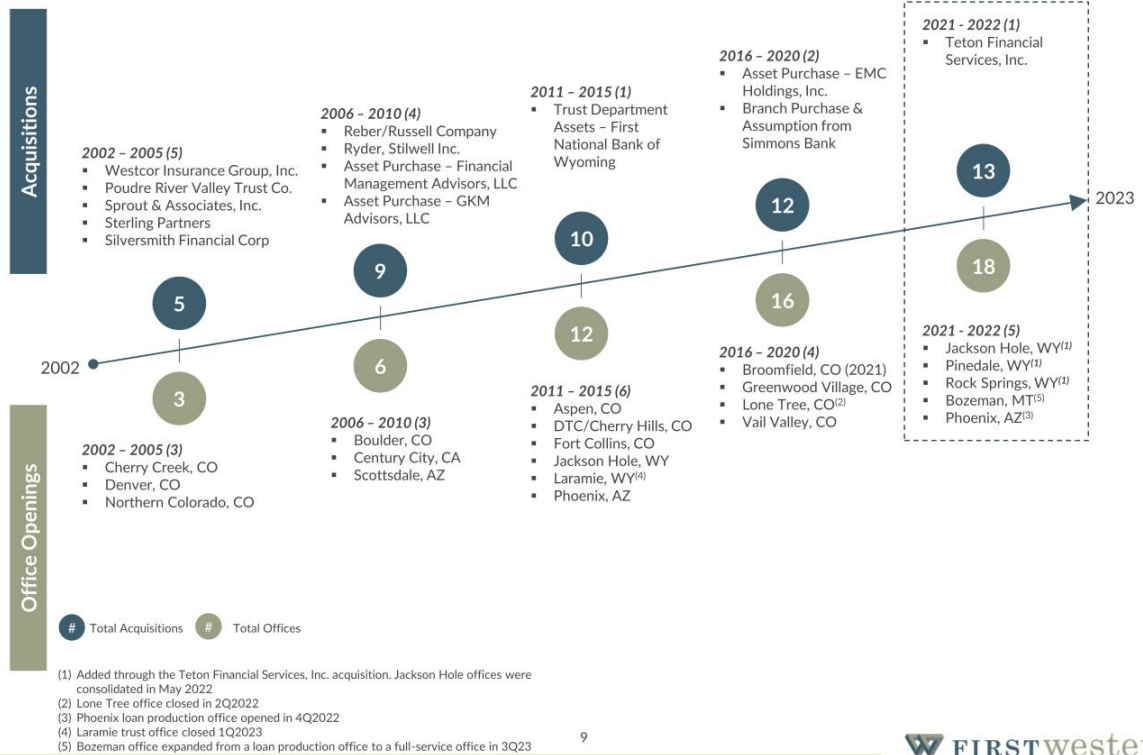 Acquisitions
2002 – 2005 (5)
▪ Westcor Insurance Group, Inc.
▪ Poudre River Valley Trust Co.
▪ Sprout & Associates, Inc.
▪ Sterling Partners
▪ Silversmith Financial Corp
2006 – 2010 (4)
▪ Reber/Russell Company
▪ Ryder, Stilwell Inc.
▪ Asset Purchase – Financial
Management Advisors, LLC
▪ Asset Purchase – GKM
Advisors, LLC
2011 – 2015 (1)
▪ Trust Department
Assets – First
National Bank of
Wyoming
2016 – 2020 (2)
▪ Asset Purchase – EMC
Holdings, Inc.
▪ Branch Purchase &
Assumption from
Simmons Bank
2021 - 2022 (1)
▪ Teton Financial
Services, Inc.
5
9
10
12
13
2002
2023
3
6
12
16
18
Office Openings
2002 – 2005 (3)
▪ Cherry Creek, CO
▪ Denver, CO
▪ Northern Colorado, CO
2006 – 2010 (3)
▪ Boulder, CO
▪ Century City, CA
▪ Scottsdale, AZ
2011 – 2015 (6)
▪ Aspen, CO
▪ DTC/Cherry Hills, CO
▪ Fort Collins, CO
▪ Jackson Hole, WY
▪ Laramie, WY(4)
▪ Phoenix, AZ
2016 – 2020 (4)
▪ Broomfield, CO (2021)
▪ Greenwood Village, CO
▪ Lone Tree, CO(2)
▪ Vail Valley, CO
2021 - 2022 (5)
▪ Jackson Hole, WY(1)
▪ Pinedale, WY(1)
▪ Rock Springs, WY(1)
▪ Bozeman, MT(5)
▪ Phoenix, AZ(3)
# Total Acquisitions # Total Offices
(1) Added through the Teton Financial Services, Inc. acquisition. Jackson Hole offices were
consolidated in May 2022
(2) Lone Tree office closed in 2Q2022
(3) Phoenix loan production office opened in 4Q2022
(4) Laramie trust office closed 1Q2023
(5) Bozeman office expanded from a loan production office to a full-service office in 3Q23
9
FIRSTweste